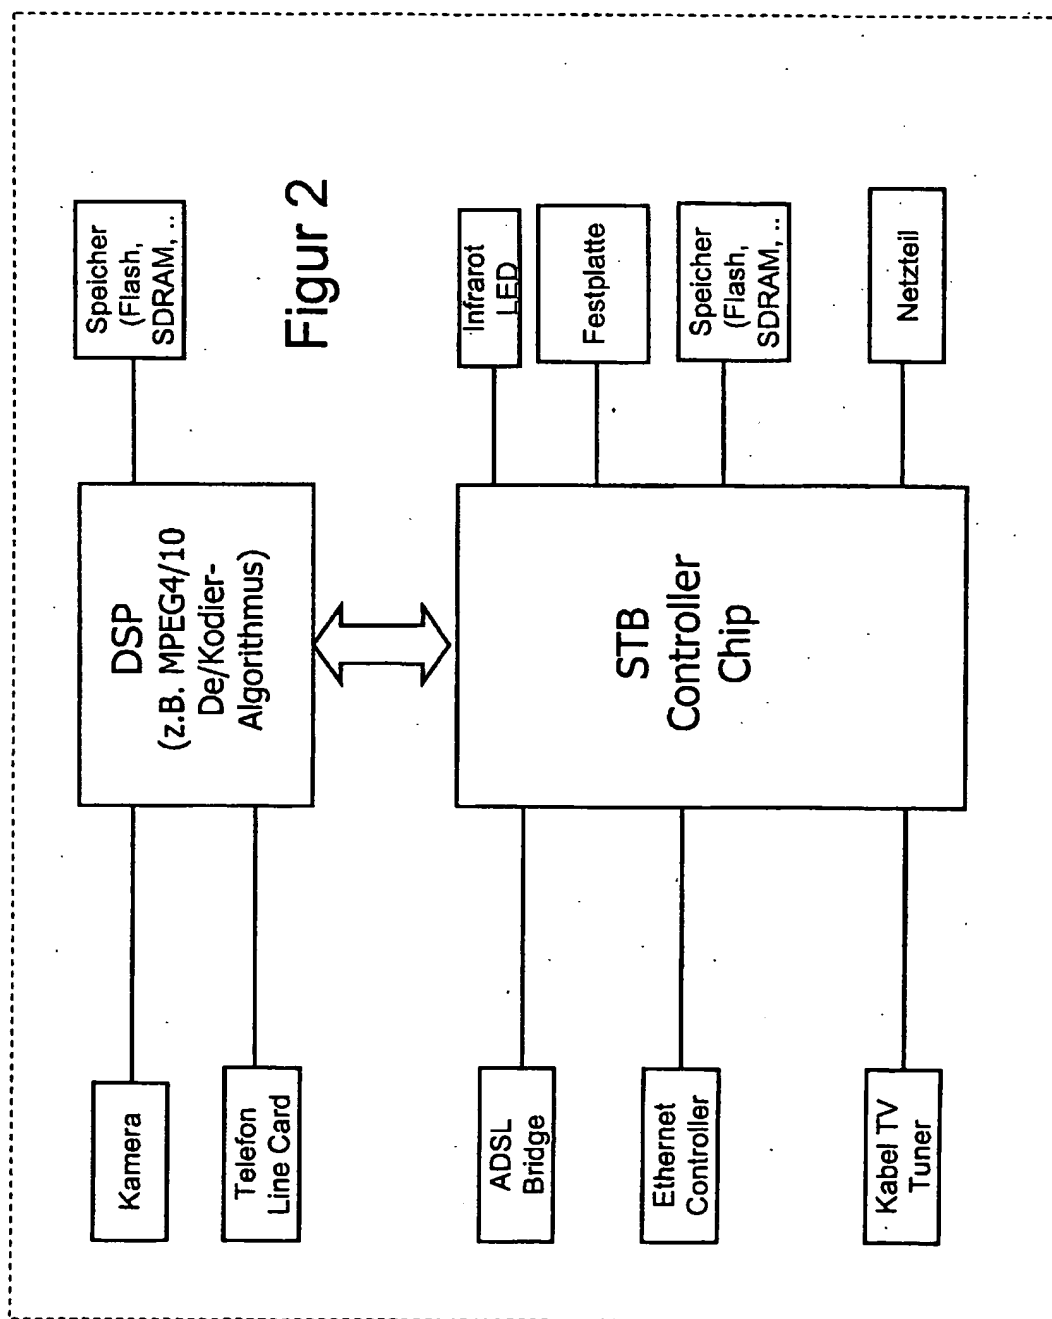 Kamera
Telefon
Line Card
DSP
(z.B. MPEG4/10
De/Kodier-
Algorithmus)
Speicher
(Flash,
SDRAM, ..
Figur 2
ADSL
Bridge
Ethernet
Controller
Kabel TV
Tuner
STB
Controller
Chip
Infrarot
LED
Festplatte
Speicher
(Flash,
SDRAM, ..
Netzteil